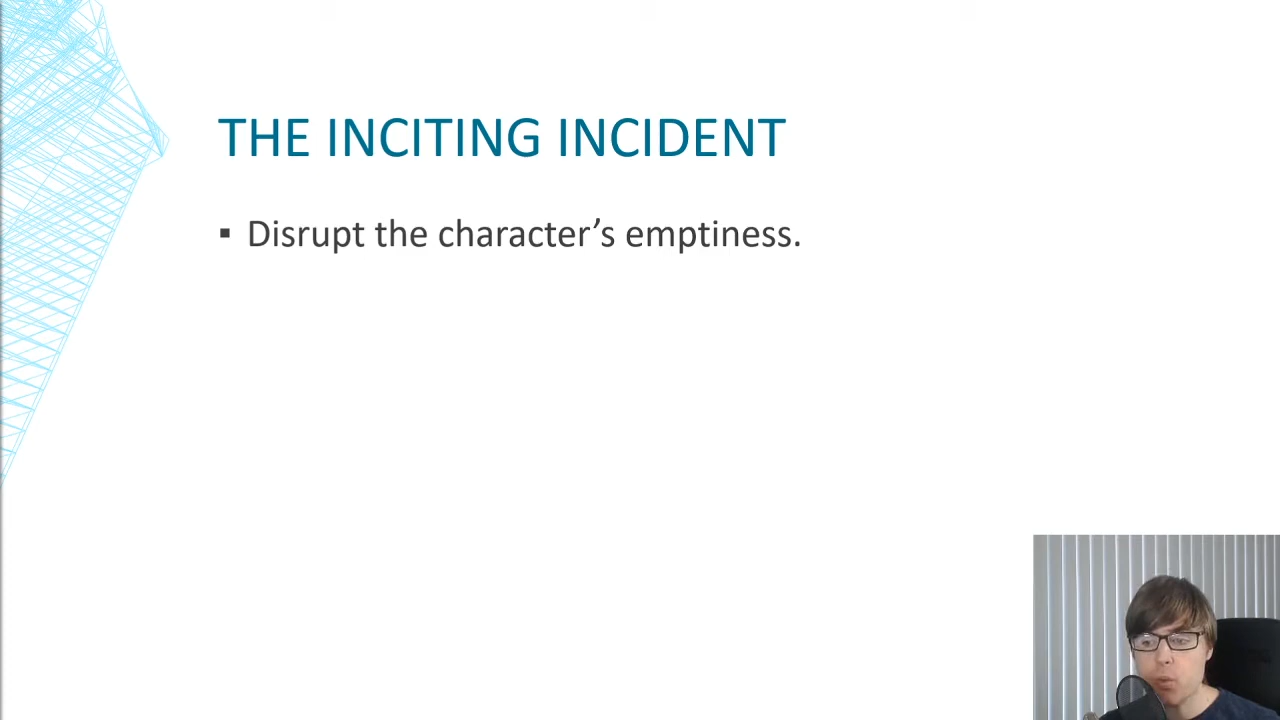 THE INCITING INCIDENT
▪ Disrupt the character’s emptiness.